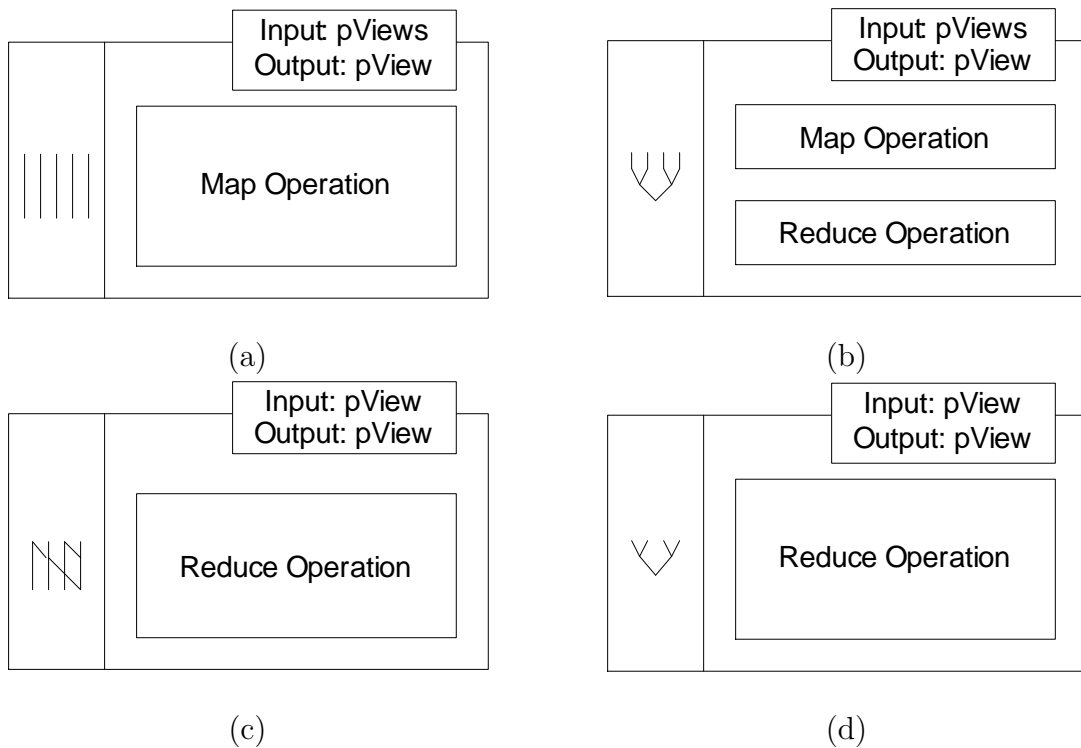 Input: pViews
Output: pView
Map Operation
(a)
Input: pViews
Output: pView
Map Operation
Reduce Operation
(b)
Input: pView
Output: pView
Reduce Operation
(c)
Input: pView
Output: pView
Reduce Operation
(d)